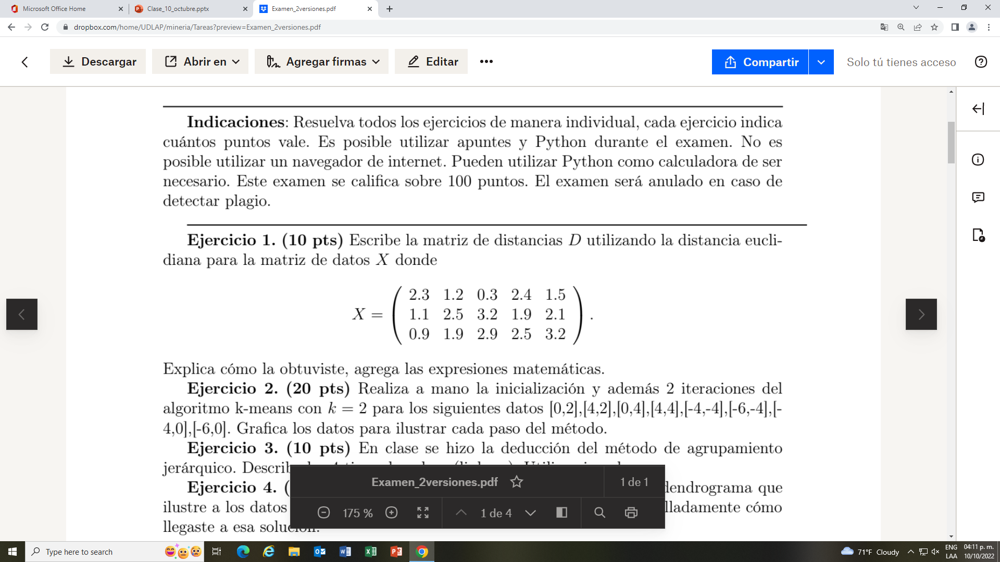 Microsoft Office Home
Clase_10_octubre.pptx
Examen_2versiones.pdf
dropbox.com/home/UDLAP/mineria/Tareas?preview=Examen_2versiones.pdf
Descargar
Abrir en
Agregar firmas
Editar
Compartir
Solo tú tienes acceso
Indicaciones: Resuelva todos los ejercicios de manera individual, cada ejercicio indica
cuántos puntos vale. Es posible utilizar apuntes y Python durante el examen. No es
posible utilizar un navegador de internet. Pueden utilizar Python como calculadora de ser
necesario. Este examen se califica sobre 100 puntos. El examen será anulado en caso de
detectar plagio.
Ejercicio 1. (10 pts) Escribe la matriz de distancias D utilizando la distancia eucli-
diana para la matriz de datos X donde
2.3 1.2 0.3 2.4 1.5
X = ( 1.1 2.5 3.2 1.9 2.1 ) .
0.9 1.9 2.9 2.5 3.2
Explica cómo la obtuviste, agrega las expresiones matemáticas.
Ejercicio 2. (20 pts) Realiza a mano la inicialización y además 2 iteraciones del
algoritmo k-means con k = 2 para los siguientes datos [0,2],[4,2],[0,4],[4,4],[-4,-4],[-6,-4],[-
4,0],[-6,0]. Grafica los datos para ilustrar cada paso del método.
Ejercicio 3. (10 pts) En clase se hizo la deducción del método de agrupamiento
jerárquico.
Ejercicio 4. ( dendrograma que
ilustre a los datos lladamente cómo
llegaste a esa solución.
Examen_2versiones.pdf
1 de 1
175 %
1 de 4
Type here to search
71°F Cloudy
ENG
LAA
04:11 p. m.
10/10/2022